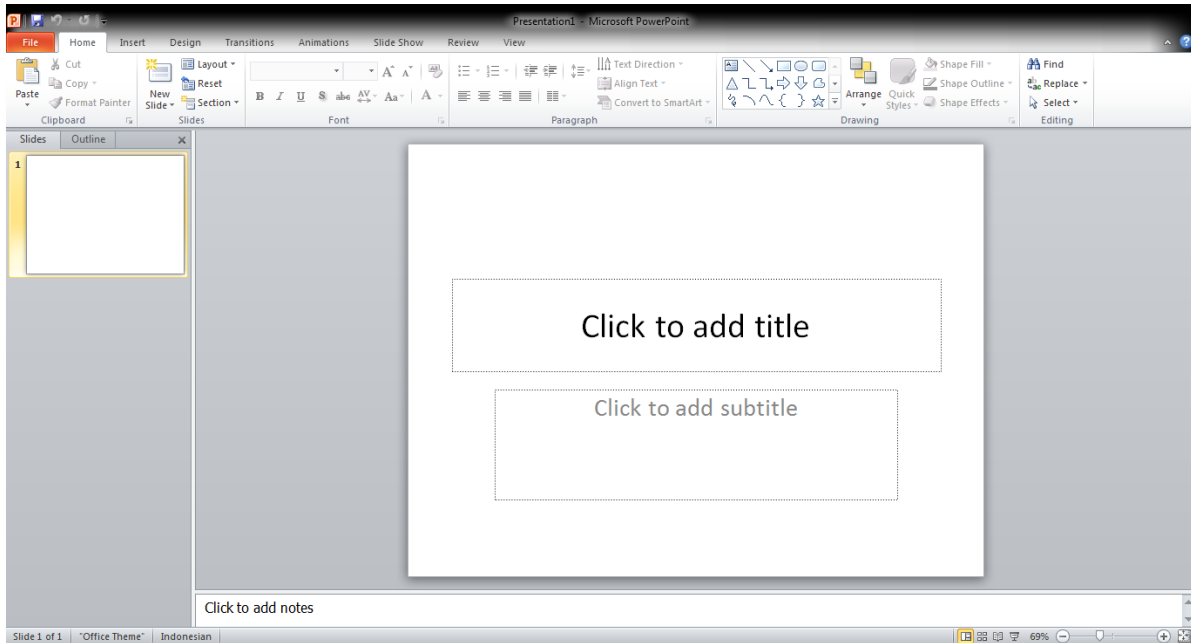 Presentation1 - Microsoft PowerPoint
File Home Insert Design Transitions Animations Slide Show Review View
Paste
Cut
Copy
Format Painter
Clipboard
New
Slide
Layout
Reset
Section
Slides
B I U S abc AV Aa A
Font
Text Direction
Align Text
Convert to SmartArt
Paragraph
Arrange
Quick
Styles
Shape Fill
Shape Outline
Shape Effects
Drawing
Find
Replace
Select
Editing
Slides Outline
1
Click to add title
Click to add subtitle
Click to add notes
Slide 1 of 1 "Office Theme" Indonesian 69%